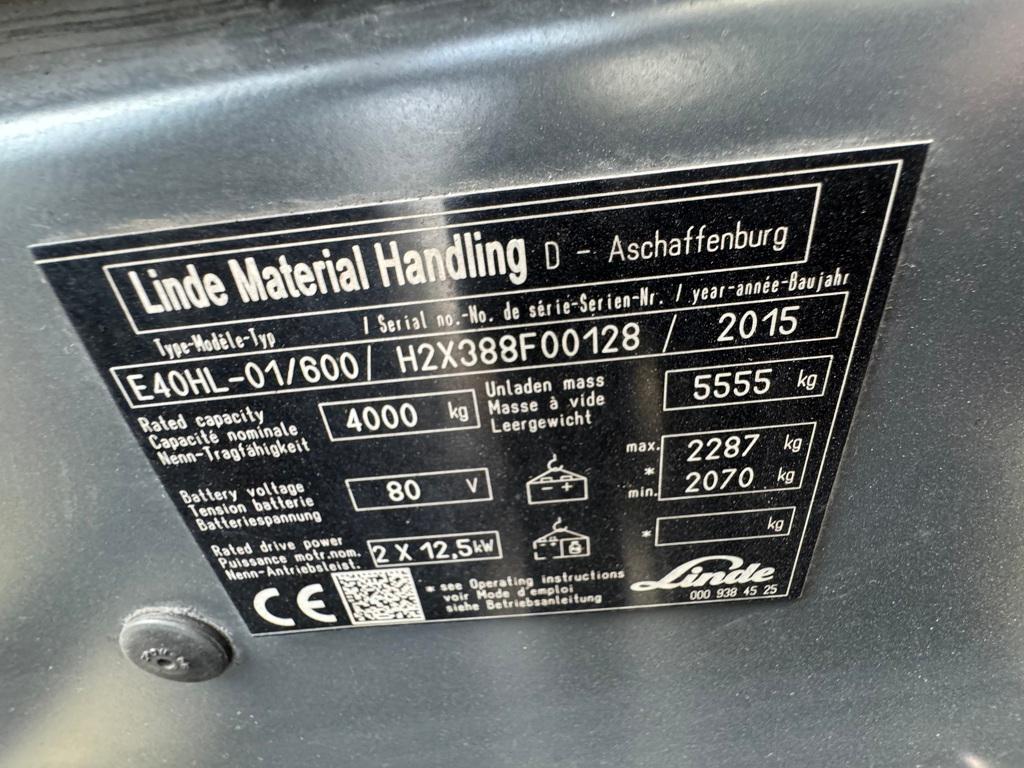 Linde Material Handling D - Aschaffenburg
Type-Modèle-Typ / Serial no.-No. de série-Serien-Nr. / year-année-Baujahr
E40HL-01/600 / H2X388F00128 / 2015
Rated capacity
Capacité nominale
Nenn-Tragfähigkeit
4000 kg
Unladen mass
Masse à vide
Leergewicht
5555 kg
Battery voltage
Tension batterie
Batteriespannung
80 V
- +
max. 2287 kg
*
min. 2070 kg
Rated drive power
Puissance motr.nom.
Nenn-Antriebsleist.
2 X 12,5kW
* kg
CE
* see Operating instructions
voir Mode d'emploi
siehe Betriebsanleitung
Linde
000 938 45 25